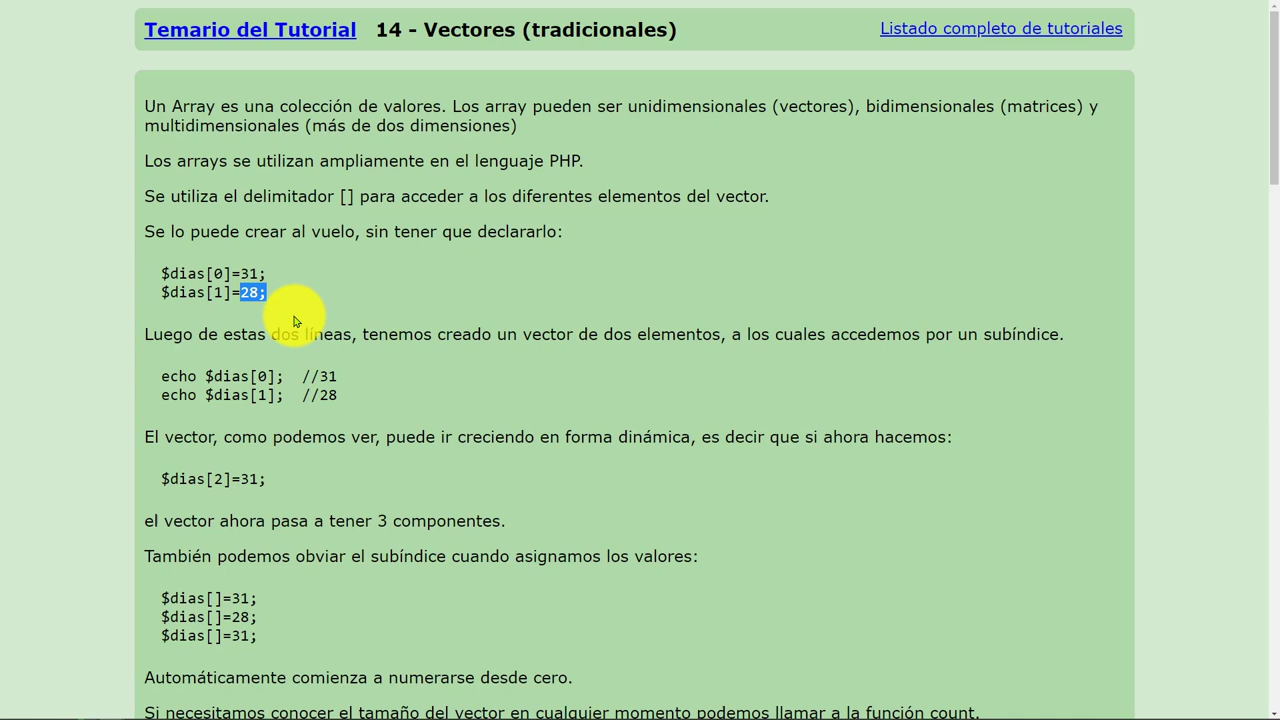 Temario del Tutorial 14 - Vectores (tradicionales) Listado completo de tutoriales
Un Array es una colección de valores. Los array pueden ser unidimensionales (vectores), bidimensionales (matrices) y
multidimensionales (más de dos dimensiones)
Los arrays se utilizan ampliamente en el lenguaje PHP.
Se utiliza el delimitador [] para acceder a los diferentes elementos del vector.
Se lo puede crear al vuelo, sin tener que declararlo:
$dias[0]=31;
$dias[1]=28;
Luego de estas dos líneas, tenemos creado un vector de dos elementos, a los cuales accedemos por un subíndice.
echo $dias[0];  //31
echo $dias[1];  //28
El vector, como podemos ver, puede ir creciendo en forma dinámica, es decir que si ahora hacemos:
$dias[2]=31;
el vector ahora pasa a tener 3 componentes.
También podemos obviar el subíndice cuando asignamos los valores:
$dias[]=31;
$dias[]=28;
$dias[]=31;
Automáticamente comienza a numerarse desde cero.
Si necesitamos conocer el tamaño del vector en cualquier momento podemos llamar a la función count.